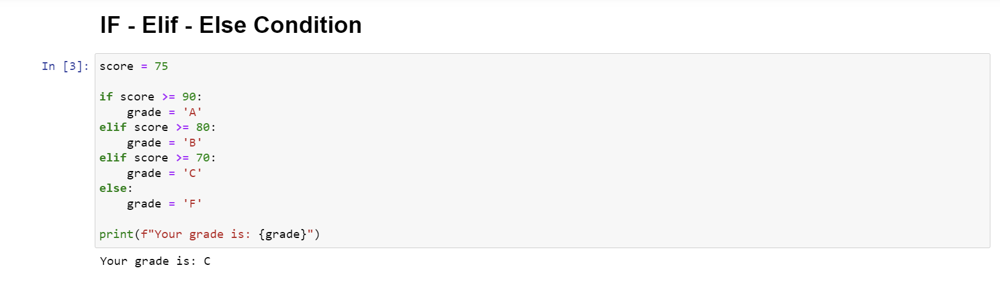 IF - Elif - Else Condition
In [3]:
score = 75
if score >= 90:
    grade = 'A'
elif score >= 80:
    grade = 'B'
elif score >= 70:
    grade = 'C'
else:
    grade = 'F'
print(f"Your grade is: {grade}")
Your grade is: C